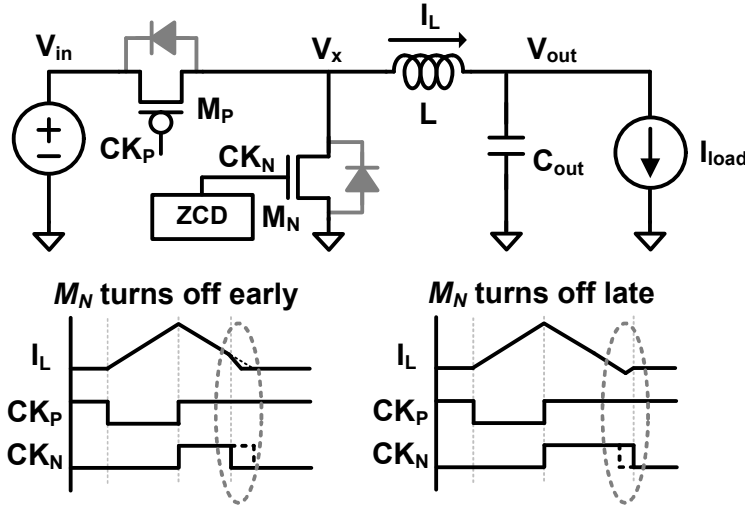 I_L
V_in
V_x
V_out
M_P
L
CK_P
CK_N
C_out
I_load
ZCD
M_N
M_N turns off early
M_N turns off late
I_L
I_L
CK_P
CK_P
CK_N
CK_N